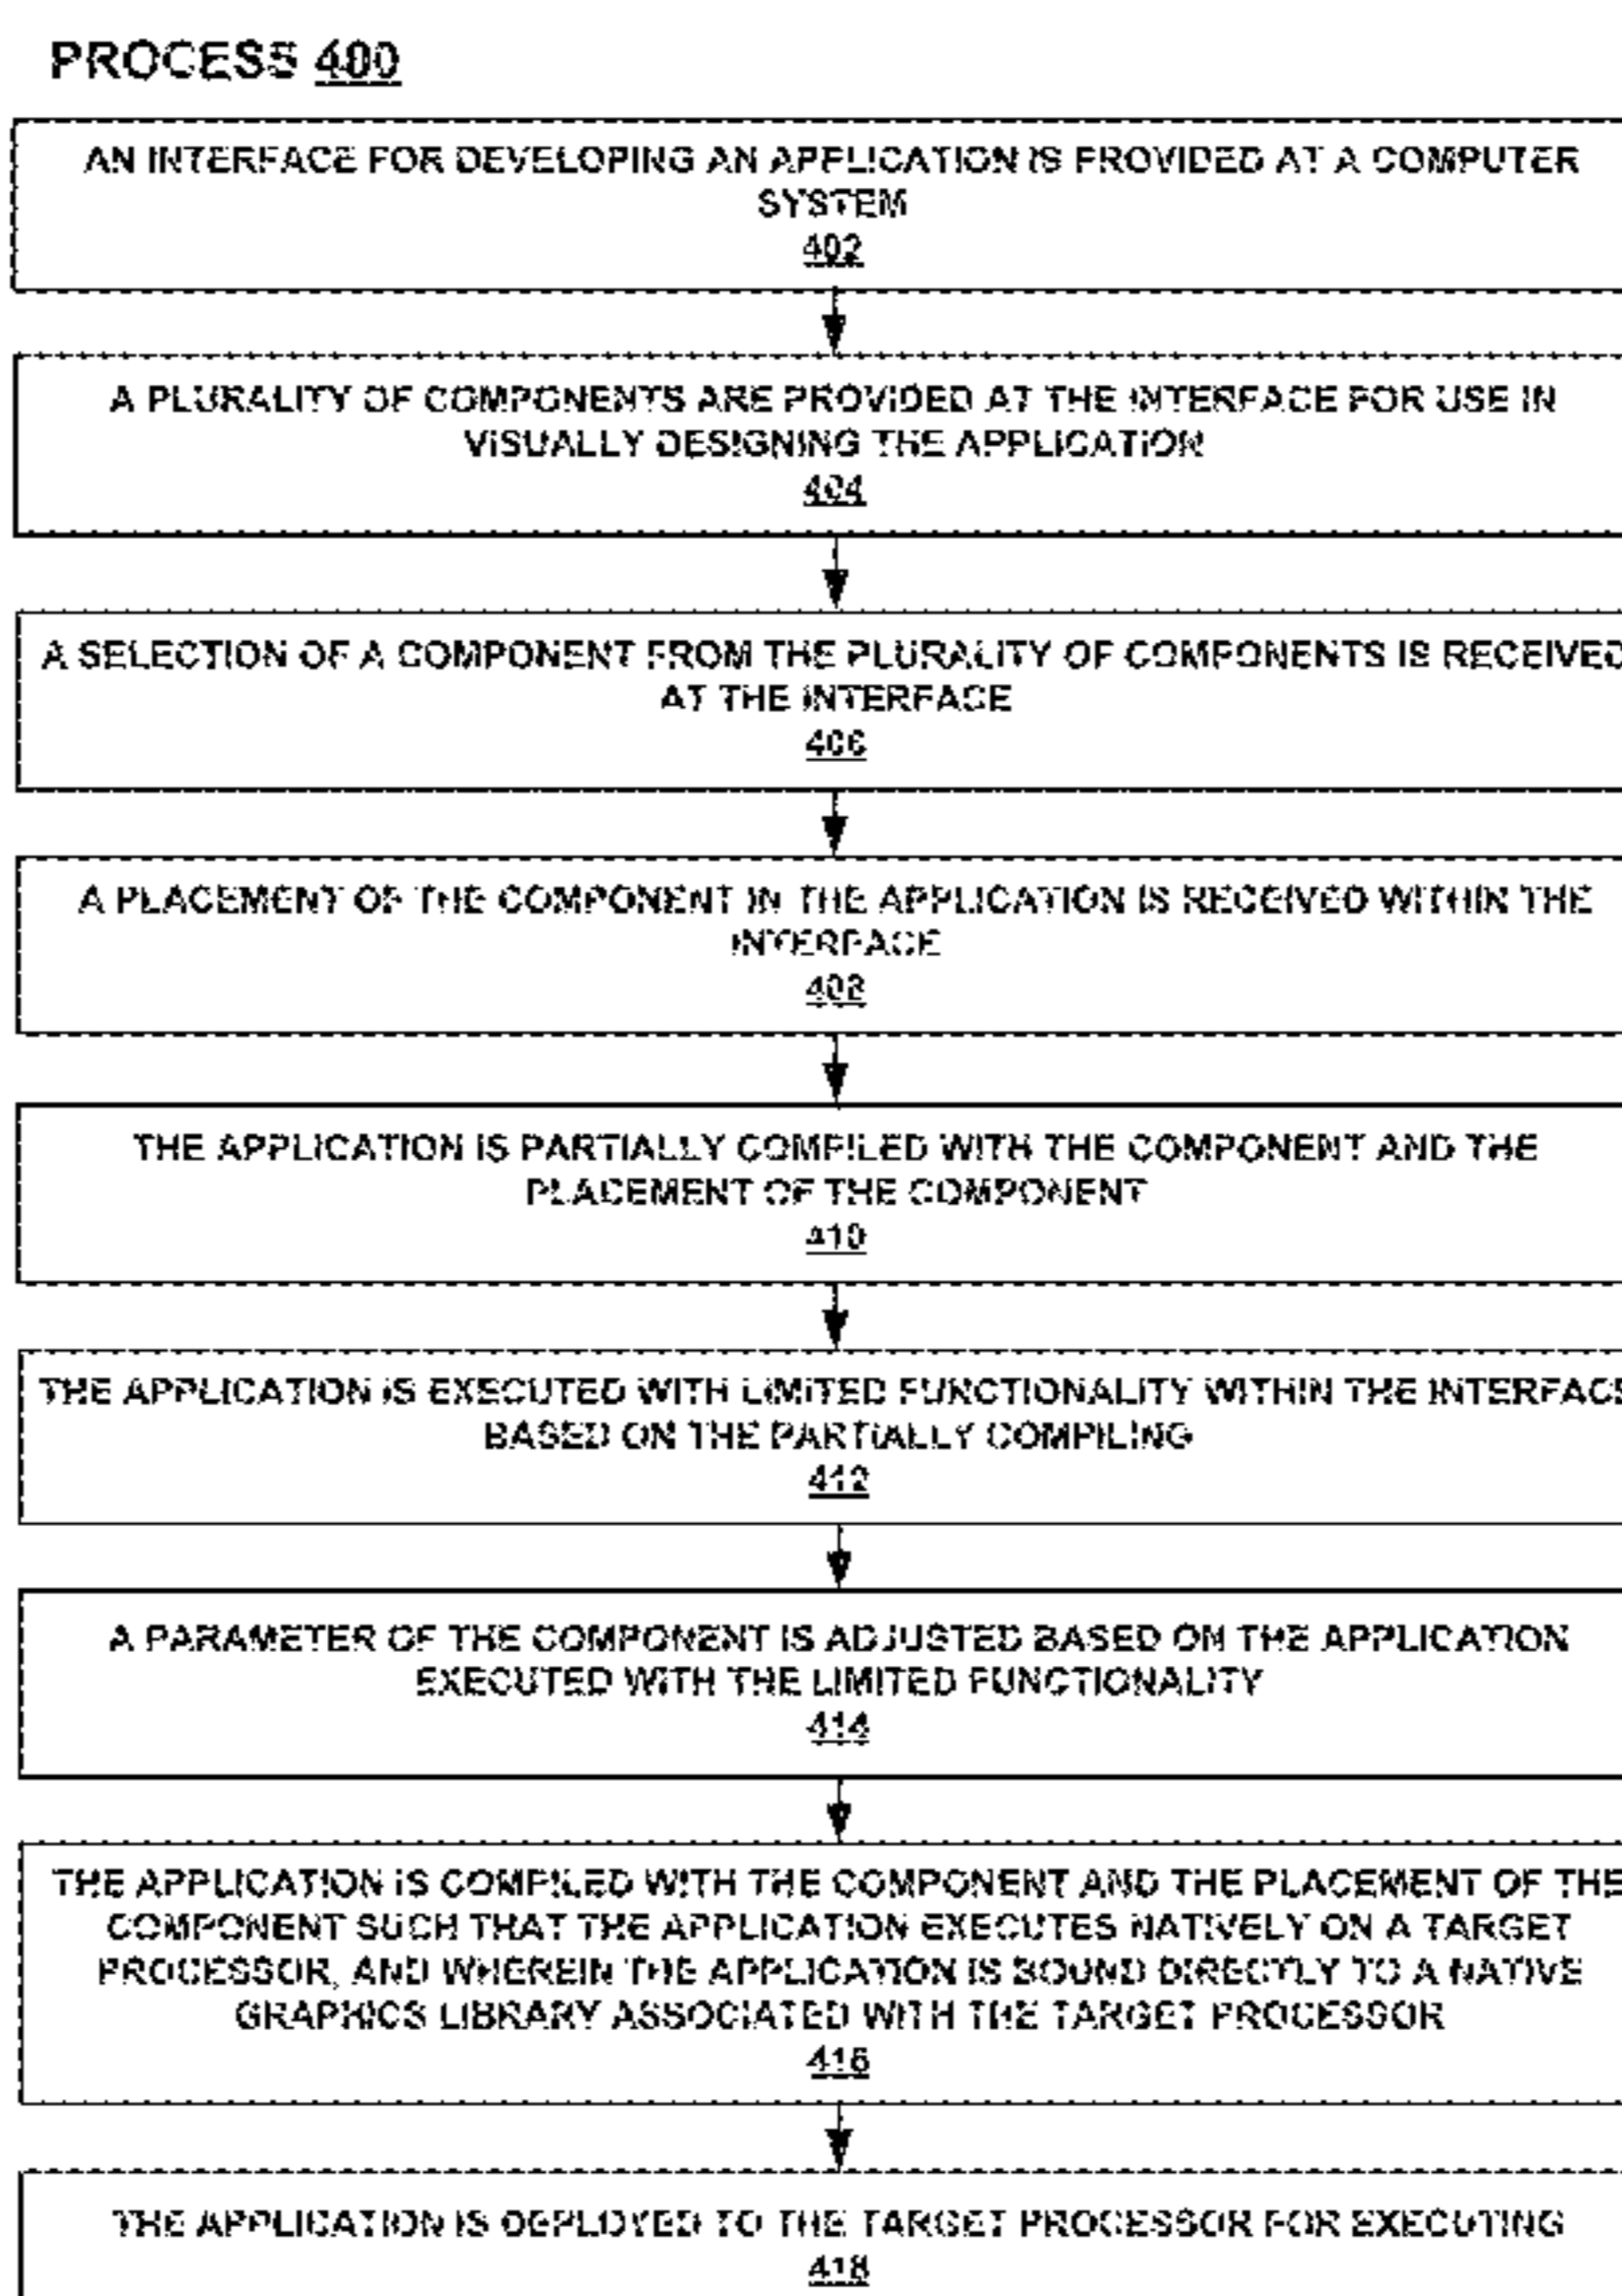 PROCESS 400
AN INTERFACE FOR DEVELOPING AN APPLICATION IS PROVIDED AT A COMPUTER
SYSTEM
402
A PLURALITY OF COMPONENTS ARE PROVIDED AT THE INTERFACE FOR USE IN
VISUALLY DESIGNING THE APPLICATION
404
A SELECTION OF A COMPONENT FROM THE PLURALITY OF COMPONENTS IS RECEIVED
AT THE INTERFACE
406
A PLACEMENT OF THE COMPONENT IN THE APPLICATION IS RECEIVED WITHIN THE
INTERFACE
408
THE APPLICATION IS PARTIALLY COMPILED WITH THE COMPONENT AND THE
PLACEMENT OF THE COMPONENT
410
THE APPLICATION IS EXECUTED WITH LIMITED FUNCTIONALITY WITHIN THE INTERFACE
BASED ON THE PARTIALLY COMPILING
412
A PARAMETER OF THE COMPONENT IS ADJUSTED BASED ON THE APPLICATION
EXECUTED WITH THE LIMITED FUNCTIONALITY
414
THE APPLICATION IS COMPILED WITH THE COMPONENT AND THE PLACEMENT OF THE
COMPONENT SUCH THAT THE APPLICATION EXECUTES NATIVELY ON A TARGET
PROCESSOR, AND WHEREIN THE APPLICATION IS BOUND DIRECTLY TO A NATIVE
GRAPHICS LIBRARY ASSOCIATED WITH THE TARGET PROCESSOR
416
THE APPLICATION IS DEPLOYED TO THE TARGET PROCESSOR FOR EXECUTING
418